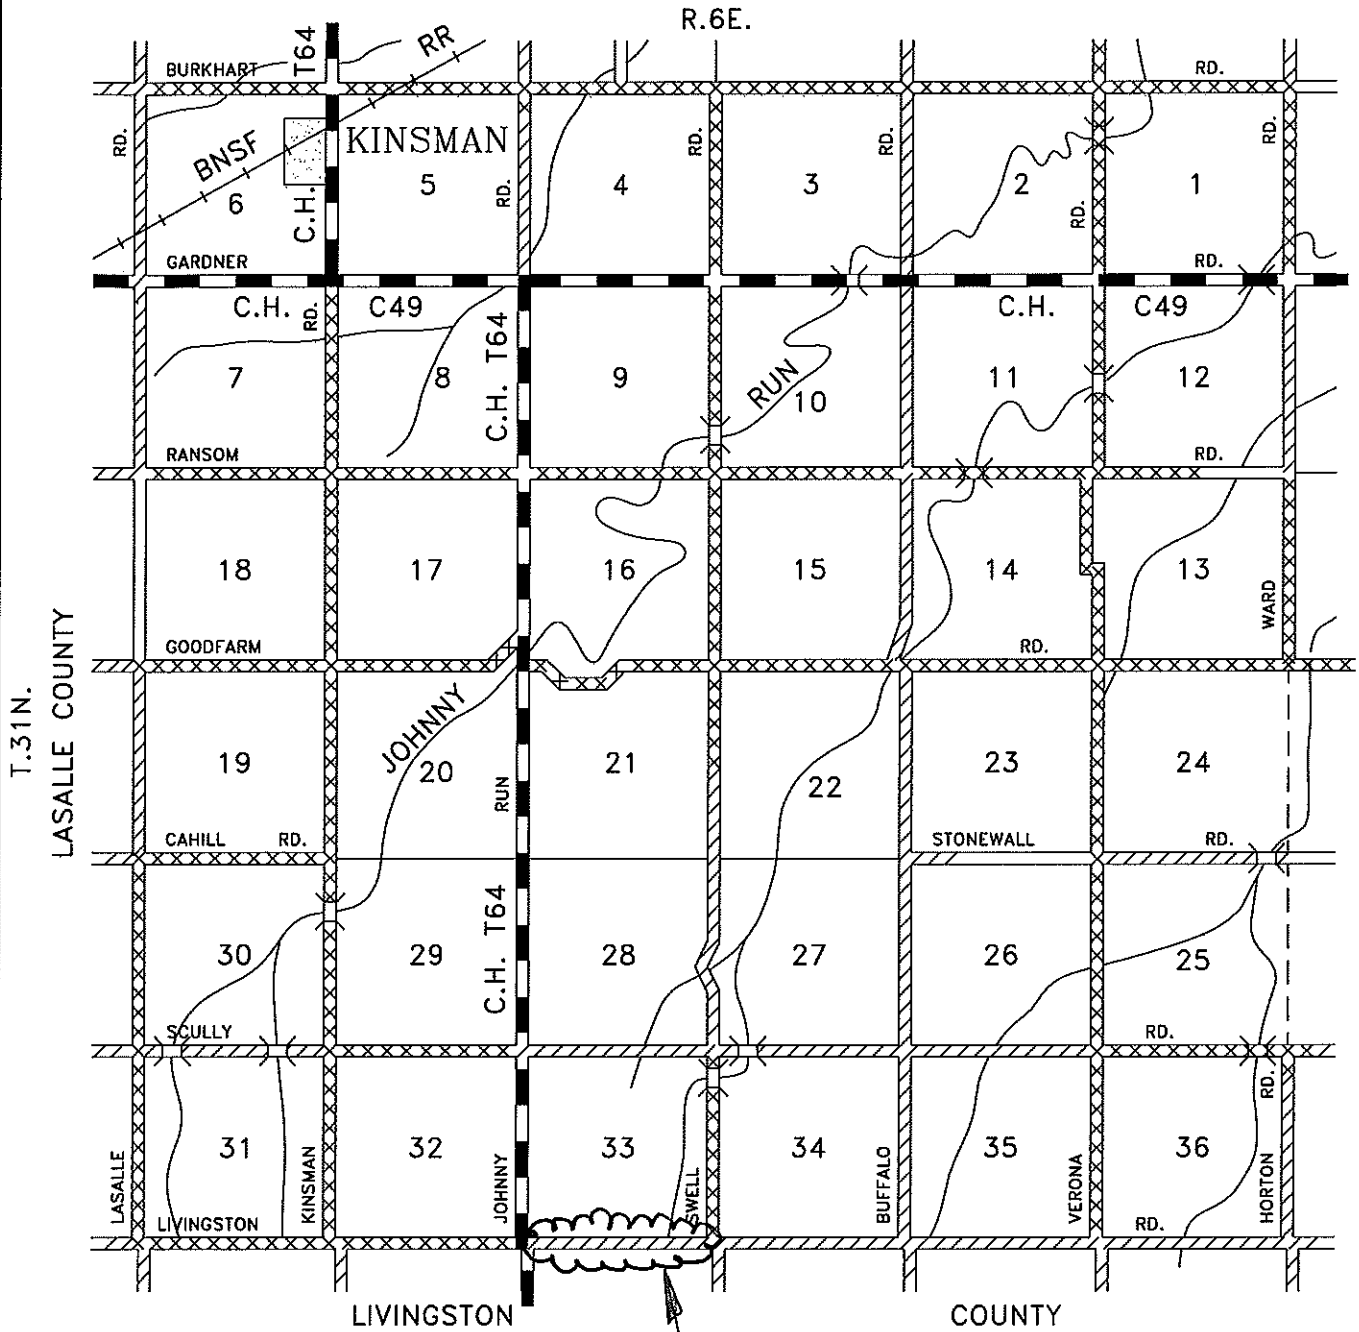 R.6E.
T64
RR
BURKHART
RD.
RD.
BNSF
KINSMAN
RD.
RD.
RD.
RD.
RD.
C.H.
6
5
4
3
2
1
GARDNER
RD.
C.H.
C49
C.H.
C49
RD.
C.H. T64
7
8
9
RUN
10
11
12
RANSOM
RD.
18
17
16
15
14
13
WARD
GOODFARM
RD.
T.31N.
LASALLE COUNTY
JOHNNY
19
20
RUN
21
22
23
24
CAHILL
RD.
STONEWALL
RD.
C.H. T64
30
29
28
27
26
25
SCULLY
RD.
RD.
31
32
33
34
35
36
LASALLE
KINSMAN
JOHNNY
SWELL
BUFFALO
VERONA
HORTON
LIVINGSTON
RD.
LIVINGSTON
COUNTY